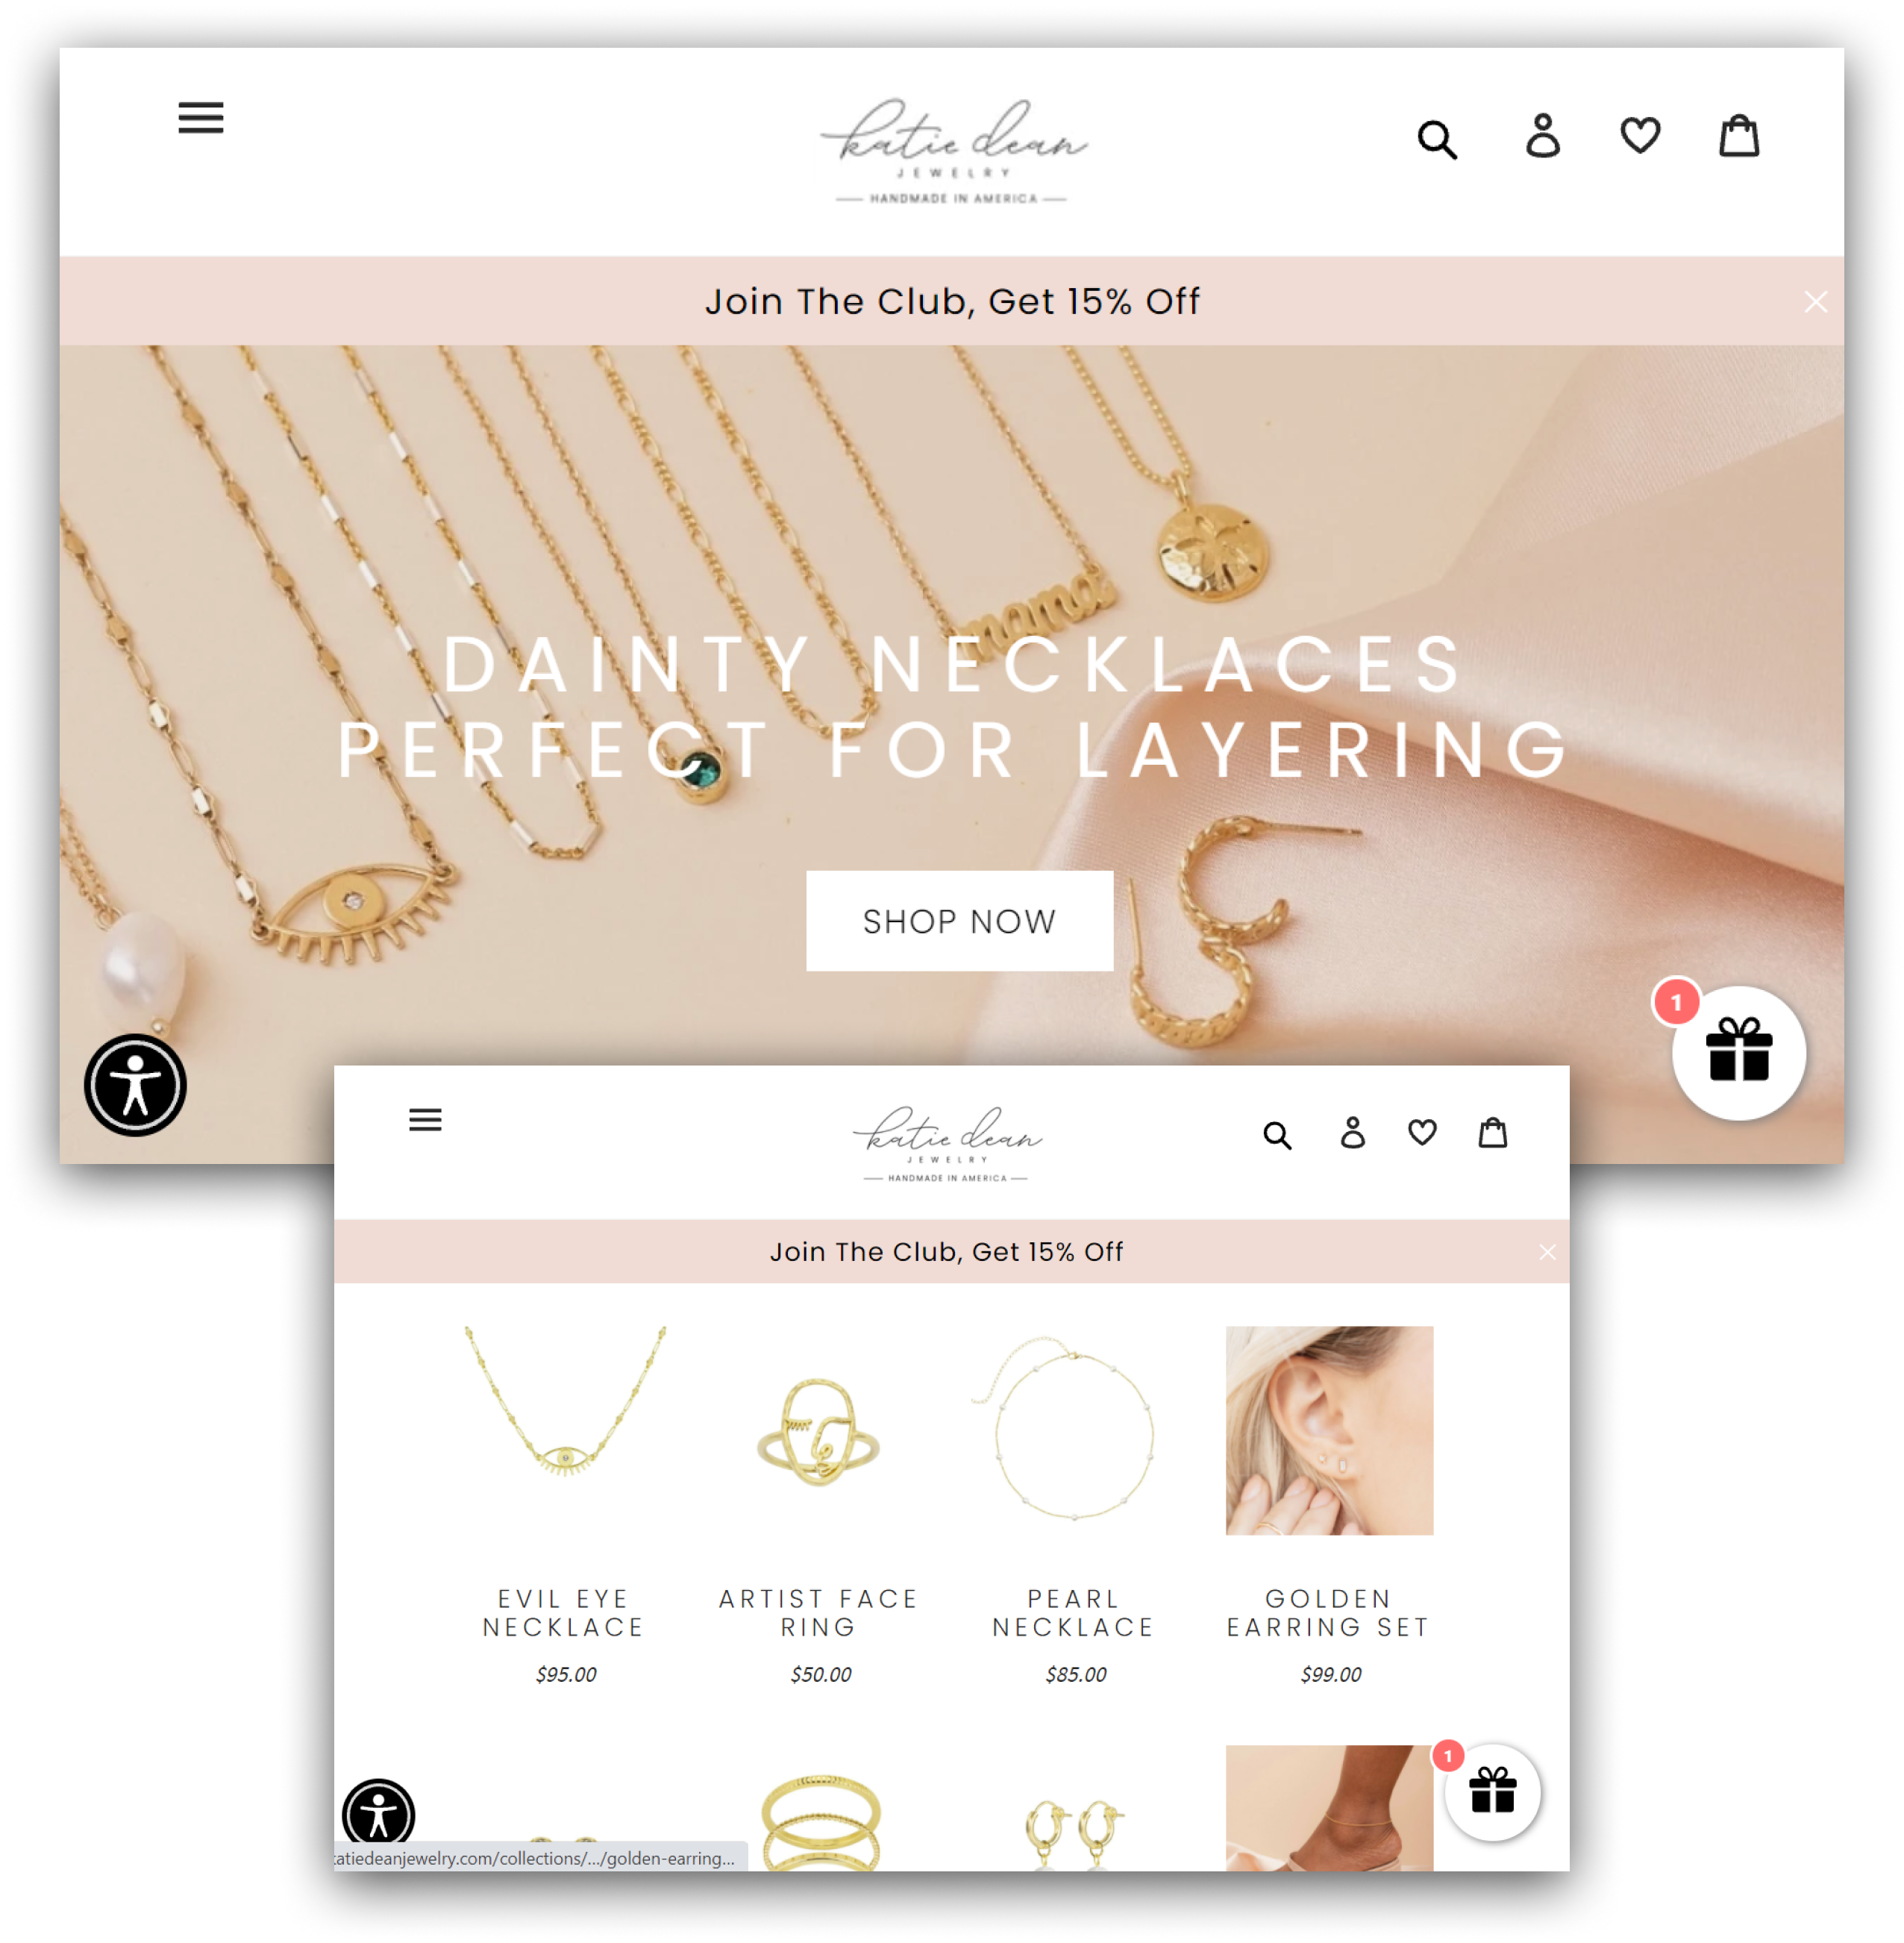 katie dean
JEWELRY
HANDMADE IN AMERICA
Join The Club, Get 15% Off
mama
DAINTY NECKLACES
PERFECT FOR LAYERING
SHOP NOW
1
katie dean
JEWELRY
HANDMADE IN AMERICA
Join The Club, Get 15% Off
EVIL EYE
NECKLACE
$95.00
ARTIST FACE
RING
$50.00
PEARL
NECKLACE
$85.00
GOLDEN
EARRING SET
$99.00
1
katiedeanjewelry.com/collections/.../golden-earring...